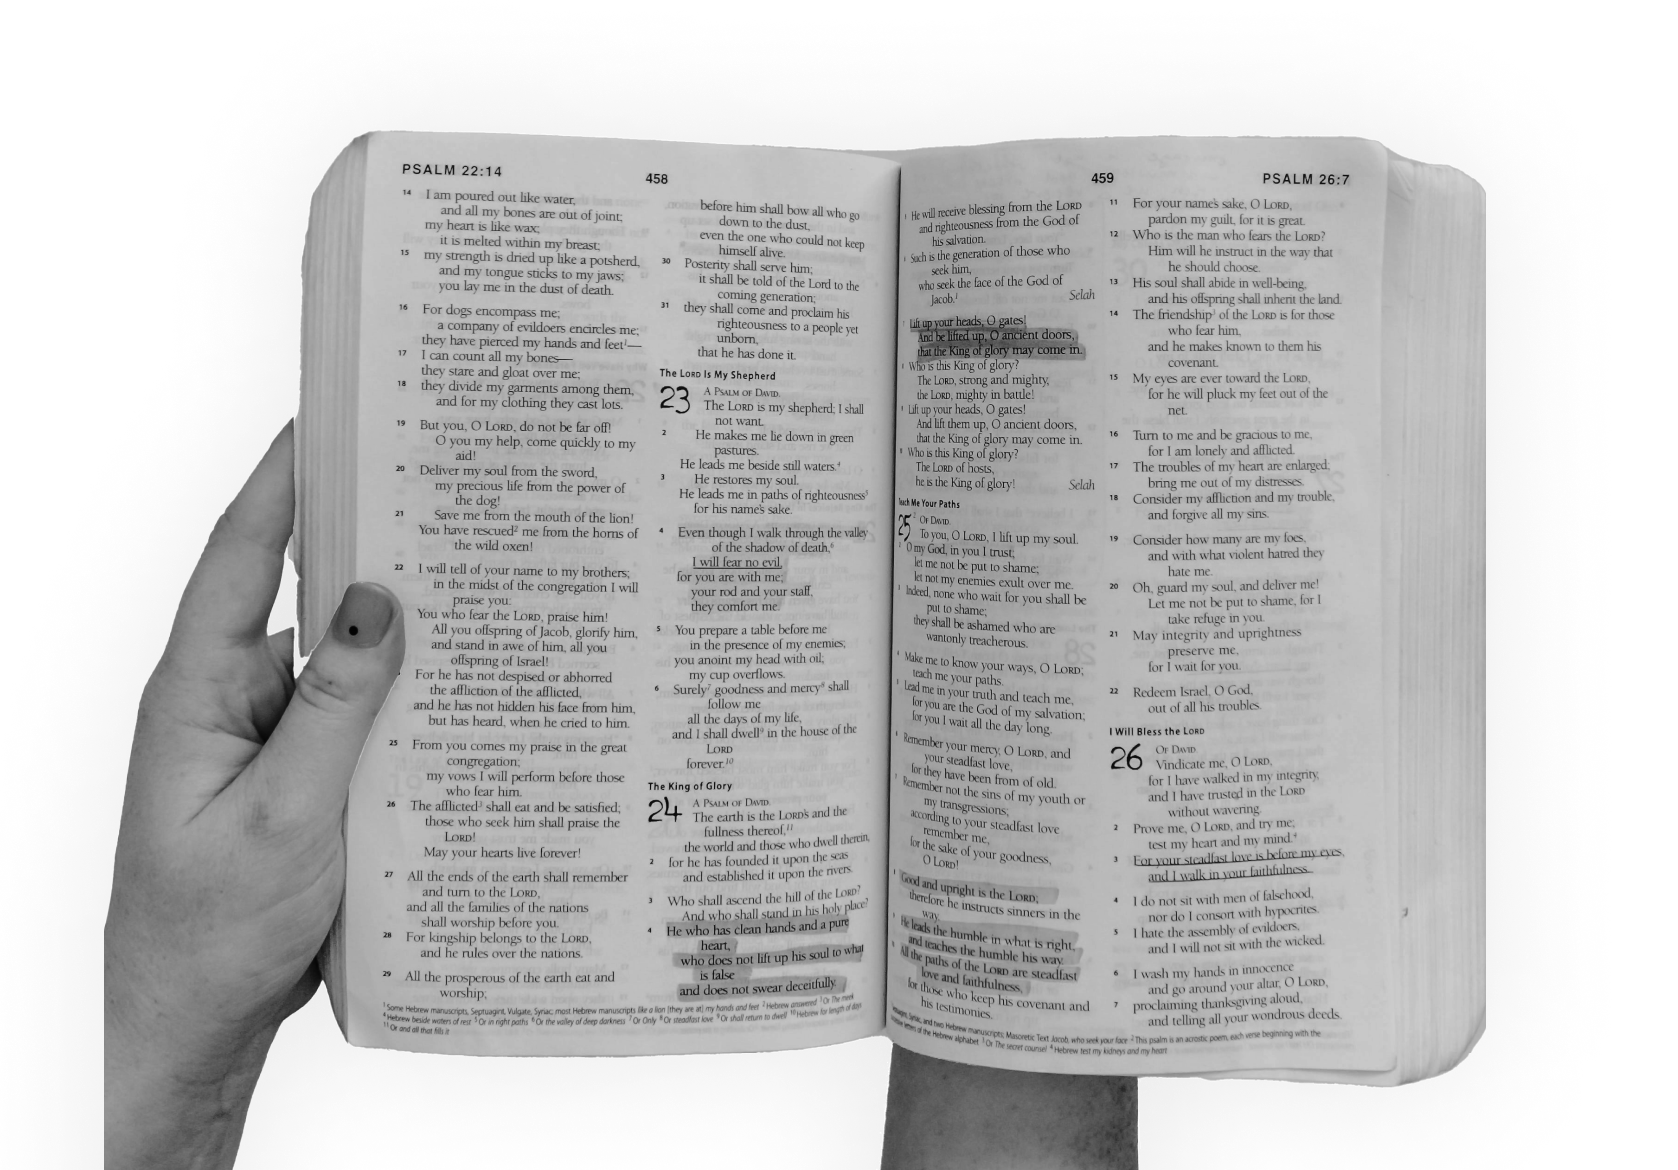 PSALM 22:14
458
14 I am poured out like water,
and all my bones are out of joint;
my heart is like wax;
it is melted within my breast;
15 my strength is dried up like a potsherd,
and my tongue sticks to my jaws;
you lay me in the dust of death.
16 For dogs encompass me;
a company of evildoers encircles me;
they have pierced my hands and feet1—
17 I can count all my bones—
they stare and gloat over me;
18 they divide my garments among them,
and for my clothing they cast lots.
19 But you, O LORD, do not be far off!
O you my help, come quickly to my
aid!
20 Deliver my soul from the sword,
my precious life from the power of
the dog!
21 Save me from the mouth of the lion!
You have rescued2 me from the horns of
the wild oxen!
22 I will tell of your name to my brothers;
in the midst of the congregation I will
praise you:
You who fear the LORD, praise him!
All you offspring of Jacob, glorify him,
and stand in awe of him, all you
offspring of Israel!
For he has not despised or abhorred
the affliction of the afflicted,
and he has not hidden his face from him,
but has heard, when he cried to him.
25 From you comes my praise in the great
congregation;
my vows I will perform before those
who fear him.
26 The afflicted3 shall eat and be satisfied;
those who seek him shall praise the
LORD!
May your hearts live forever!
27 All the ends of the earth shall remember
and turn to the LORD,
and all the families of the nations
shall worship before you.
28 For kingship belongs to the LORD,
and he rules over the nations.
29 All the prosperous of the earth eat and
worship;
before him shall bow all who go
down to the dust,
even the one who could not keep
himself alive.
30 Posterity shall serve him;
it shall be told of the Lord to the
coming generation;
31 they shall come and proclaim his
righteousness to a people yet
unborn,
that he has done it.
The LORD Is My Shepherd
23 A PSALM OF DAVID.
The LORD is my shepherd; I shall
not want.
2 He makes me lie down in green
pastures.
He leads me beside still waters.4
3 He restores my soul.
He leads me in paths of righteousness5
for his name's sake.
4 Even though I walk through the valley
of the shadow of death,6
I will fear no evil,
for you are with me;
your rod and your staff,
they comfort me.
5 You prepare a table before me
in the presence of my enemies;
you anoint my head with oil;
my cup overflows.
6 Surely7 goodness and mercy8 shall
follow me
all the days of my life,
and I shall dwell9 in the house of the
LORD
forever.10
The King of Glory
24 A PSALM OF DAVID.
The earth is the LORD's and the
fullness thereof,11
the world and those who dwell therein,
2 for he has founded it upon the seas
and established it upon the rivers.
3 Who shall ascend the hill of the LORD?
And who shall stand in his holy place?
4 He who has clean hands and a pure
heart,
who does not lift up his soul to what
is false
and does not swear deceitfully.
1 Some Hebrew manuscripts, Septuagint, Vulgate, Syriac; most Hebrew manuscripts like a lion [they are at] my hands and feet 2 Hebrew answered 3 Or The meek
4 Hebrew beside waters of rest 5 Or in right paths 6 Or the valley of deep darkness 7 Or Only 8 Or steadfast love 9 Or shall return to dwell 10 Hebrew for length of days
11 Or and all that fills it
459
PSALM 26:7
He will receive blessing from the LORD
and righteousness from the God of
his salvation.
Such is the generation of those who
seek him,
who seek the face of the God of
Jacob.1 Selah
Lift up your heads, O gates!
And be lifted up, O ancient doors,
that the King of glory may come in.
Who is this King of glory?
The LORD, strong and mighty,
the LORD, mighty in battle!
Lift up your heads, O gates!
And lift them up, O ancient doors,
that the King of glory may come in.
Who is this King of glory?
The LORD of hosts,
he is the King of glory! Selah
Teach Me Your Paths
25 2 OF DAVID.
To you, O LORD, I lift up my soul.
O my God, in you I trust;
let me not be put to shame;
let not my enemies exult over me.
Indeed, none who wait for you shall be
put to shame;
they shall be ashamed who are
wantonly treacherous.
Make me to know your ways, O LORD;
teach me your paths.
Lead me in your truth and teach me,
for you are the God of my salvation;
for you I wait all the day long.
Remember your mercy, O LORD, and
your steadfast love,
for they have been from of old.
Remember not the sins of my youth or
my transgressions;
according to your steadfast love
remember me,
for the sake of your goodness,
O LORD!
Good and upright is the LORD;
therefore he instructs sinners in the
way.
He leads the humble in what is right,
and teaches the humble his way.
All the paths of the LORD are steadfast
love and faithfulness,
for those who keep his covenant and
his testimonies.
11 For your name's sake, O LORD,
pardon my guilt, for it is great.
12 Who is the man who fears the LORD?
Him will he instruct in the way that
he should choose.
13 His soul shall abide in well-being,
and his offspring shall inherit the land.
14 The friendship3 of the LORD is for those
who fear him,
and he makes known to them his
covenant.
15 My eyes are ever toward the LORD,
for he will pluck my feet out of the
net.
16 Turn to me and be gracious to me,
for I am lonely and afflicted.
17 The troubles of my heart are enlarged;
bring me out of my distresses.
18 Consider my affliction and my trouble,
and forgive all my sins.
19 Consider how many are my foes,
and with what violent hatred they
hate me.
20 Oh, guard my soul, and deliver me!
Let me not be put to shame, for I
take refuge in you.
21 May integrity and uprightness
preserve me,
for I wait for you.
22 Redeem Israel, O God,
out of all his troubles.
I Will Bless the LORD
26 OF DAVID.
Vindicate me, O LORD,
for I have walked in my integrity,
and I have trusted in the LORD
without wavering.
2 Prove me, O LORD, and try me;
test my heart and my mind.4
3 For your steadfast love is before my eyes,
and I walk in your faithfulness.
4 I do not sit with men of falsehood,
nor do I consort with hypocrites.
5 I hate the assembly of evildoers,
and I will not sit with the wicked.
6 I wash my hands in innocence
and go around your altar, O LORD,
7 proclaiming thanksgiving aloud,
and telling all your wondrous deeds.
Syriac, and two Hebrew manuscripts; Masoretic Text Jacob, who seek your face 2 This psalm is an acrostic poem, each verse beginning with the
letters of the Hebrew alphabet 3 Or The secret counsel 4 Hebrew test my kidneys and my heart